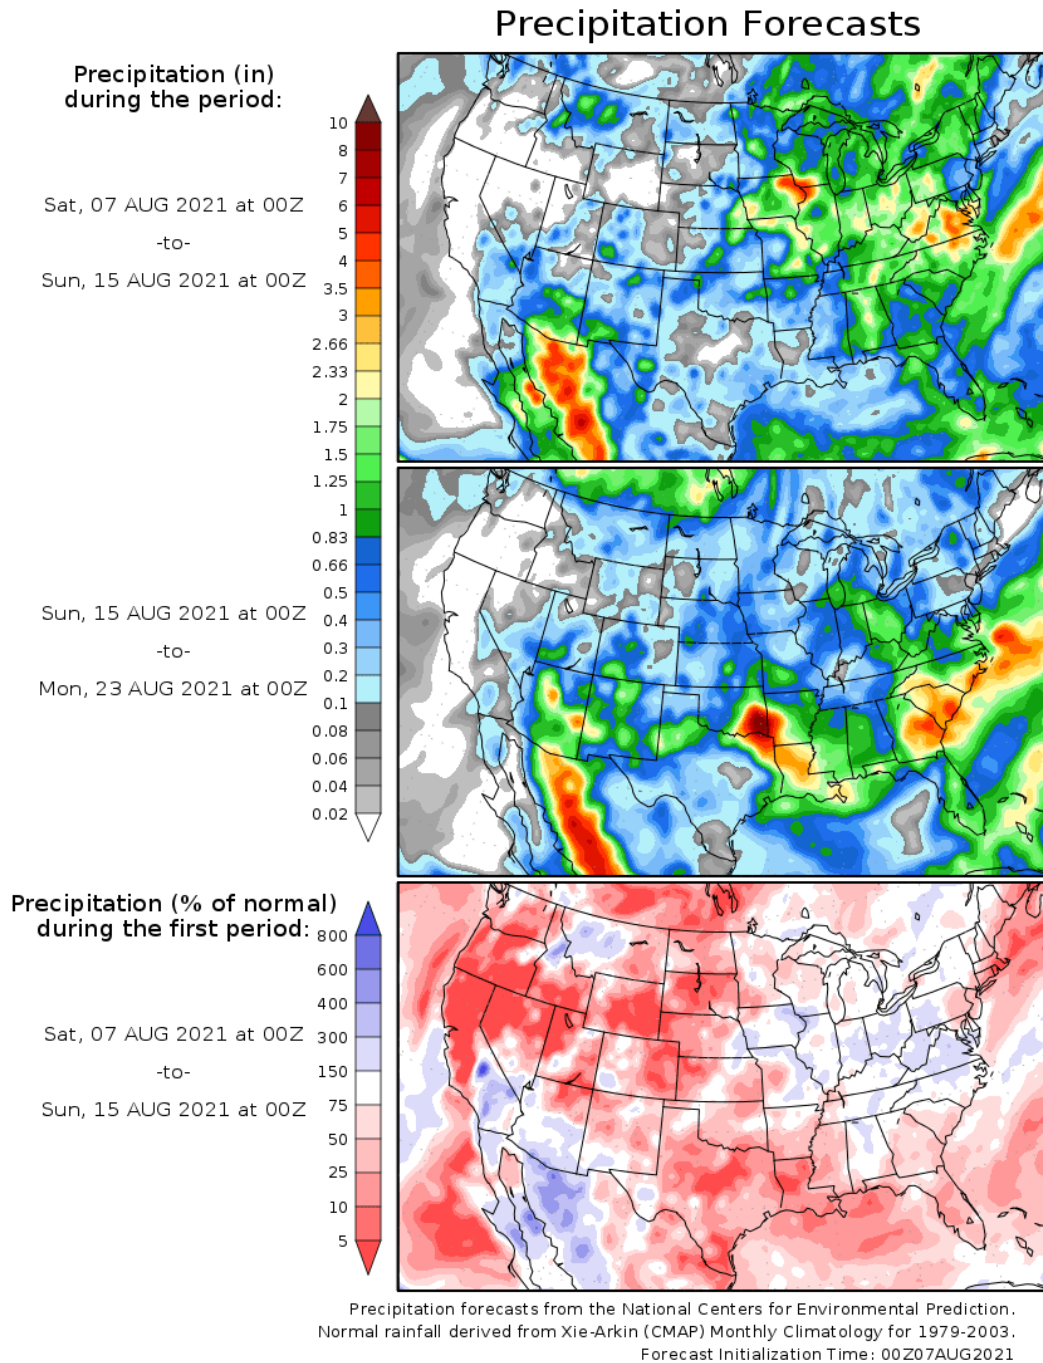 Precipitation Forecasts
Precipitation (in)
during the period:
10
8
7
6
5
4
3.5
3
2.66
2.33
2
1.75
1.5
1.25
1
0.83
0.66
0.5
0.4
0.3
0.2
0.1
0.08
0.06
0.04
0.02
Sat, 07 AUG 2021 at 00Z
-to-
Sun, 15 AUG 2021 at 00Z
Sun, 15 AUG 2021 at 00Z
-to-
Mon, 23 AUG 2021 at 00Z
Precipitation (% of normal)
during the first period:
800
600
400
300
150
75
50
25
10
5
Sat, 07 AUG 2021 at 00Z
-to-
Sun, 15 AUG 2021 at 00Z
Precipitation forecasts from the National Centers for Environmental Prediction.
Normal rainfall derived from Xie-Arkin (CMAP) Monthly Climatology for 1979-2003.
Forecast Initialization Time: 00Z07AUG2021